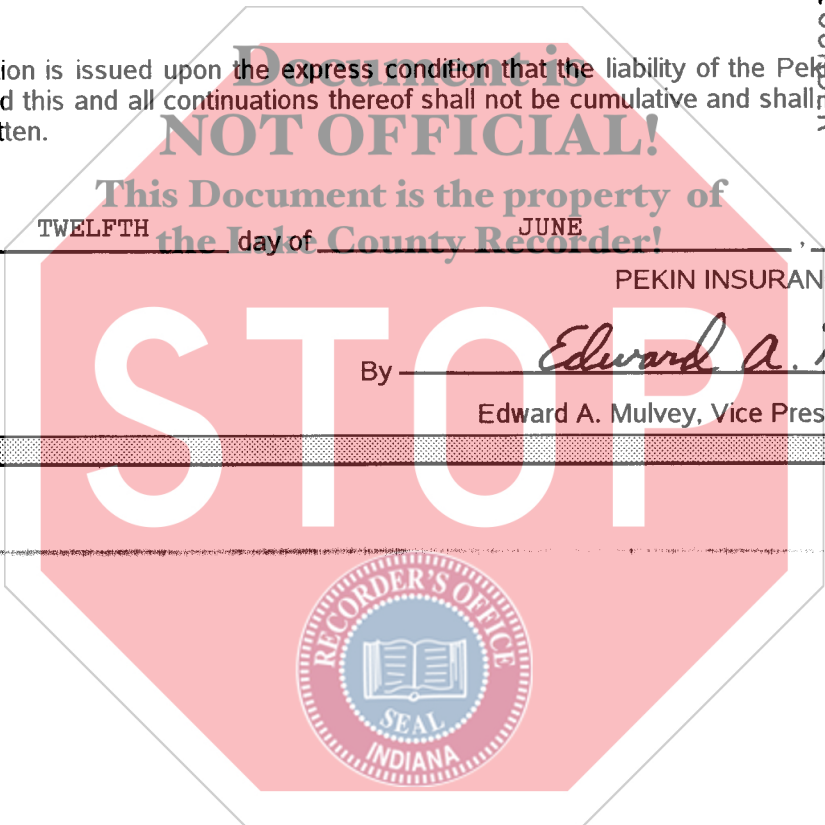 Document is
ion is issued upon the express condition that the liability of the Pek
d this and all continuations thereof shall not be cumulative and shall
tten.
NOT OFFICIAL!
This Document is the property of
the Lake County Recorder!
TWELFTH day of JUNE ,
PEKIN INSURAN
STOP
By Edward A.
Edward A. Mulvey, Vice Pres
RECORDER'S OFFICE
SEAL
INDIANA